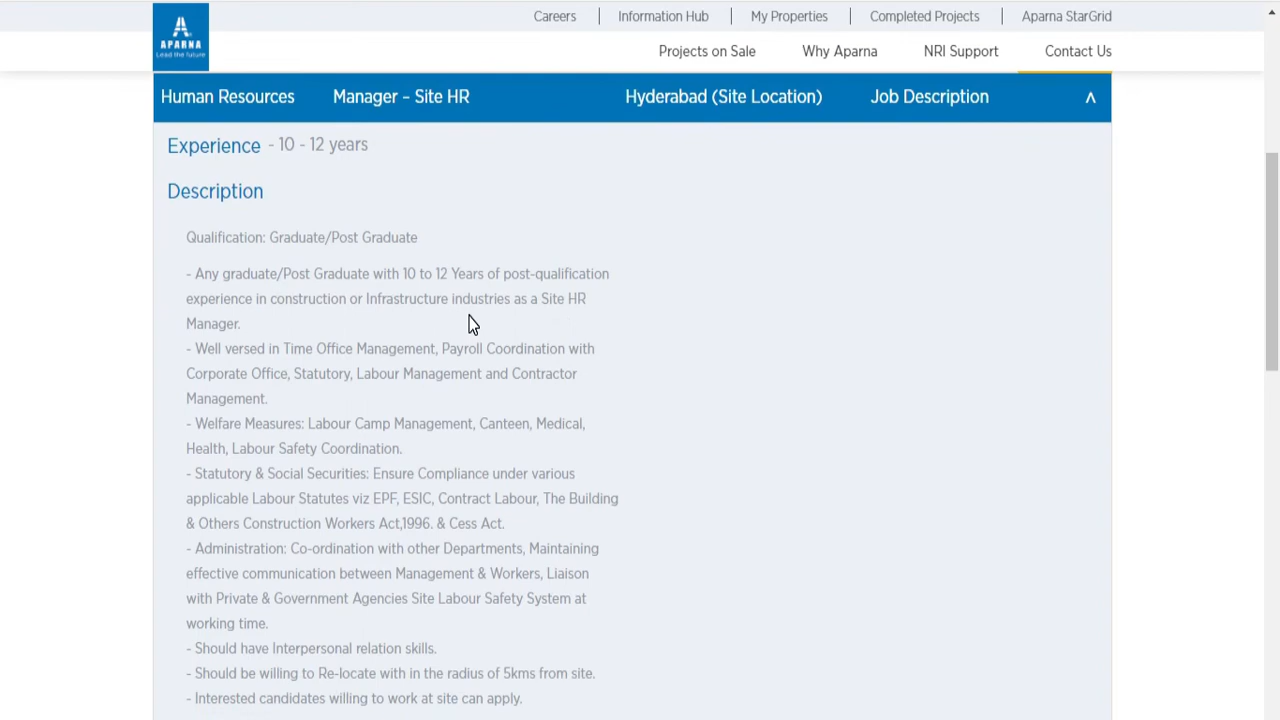 Careers
Information Hub
My Properties
Completed Projects
Aparna StarGrid
APARNA
Lead the future
Projects on Sale
Why Aparna
NRI Support
Contact Us
Human Resources
Manager – Site HR
Hyderabad (Site Location)
Job Description
Experience - 10 - 12 years
Description
Qualification: Graduate/Post Graduate
- Any graduate/Post Graduate with 10 to 12 Years of post-qualification
experience in construction or Infrastructure industries as a Site HR
Manager.
- Well versed in Time Office Management, Payroll Coordination with
Corporate Office, Statutory, Labour Management and Contractor
Management.
- Welfare Measures: Labour Camp Management, Canteen, Medical,
Health, Labour Safety Coordination.
- Statutory & Social Securities: Ensure Compliance under various
applicable Labour Statutes viz EPF, ESIC, Contract Labour, The Building
& Others Construction Workers Act,1996. & Cess Act.
- Administration: Co-ordination with other Departments, Maintaining
effective communication between Management & Workers, Liaison
with Private & Government Agencies Site Labour Safety System at
working time.
- Should have Interpersonal relation skills.
- Should be willing to Re-locate with in the radius of 5kms from site.
- Interested candidates willing to work at site can apply.